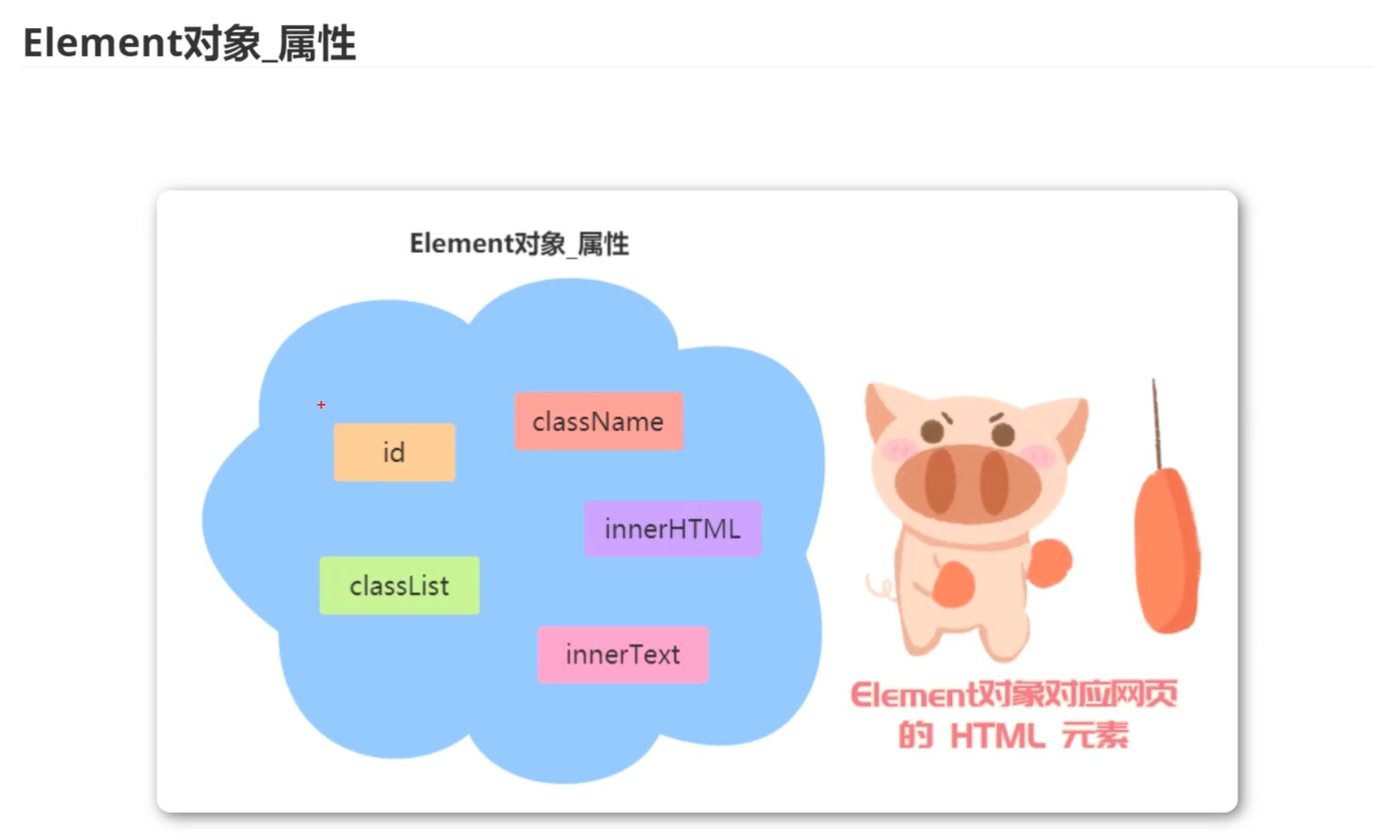 Element对象_属性
Element对象_属性
id
className
innerHTML
classList
innerText
Element对象对应网页
的 HTML 元素